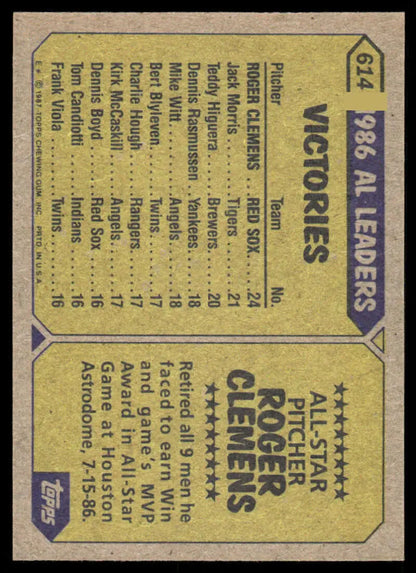 614
986 AL LEADERS
VICTORIES
Pitcher Team No.
ROGER CLEMENS.... RED SOX... 24
Jack Morris........ Tigers..... 21
Teddy Higuera..... Brewers.... 20
Dennis Rasmussen.. Yankees.... 18
Mike Witt.......... Angels..... 18
Bert Blyleven....... Twins...... 17
Charlie Hough...... Rangers.... 17
Kirk McCaskill...... Angels..... 17
Dennis Boyd........ Red Sox.... 16
Tom Candiotti...... Indians..... 16
Frank Viola......... Twins...... 16
E* © 1987 TOPPS CHEWING GUM, INC. PRTD. IN U.S.A.
ALL-STAR
PITCHER
ROGER
CLEMENS
Retired all 9 men he
faced to earn Win
and game's MVP
Award in All-Star
Game at Houston
Astrodome, 7-15-86.
topps